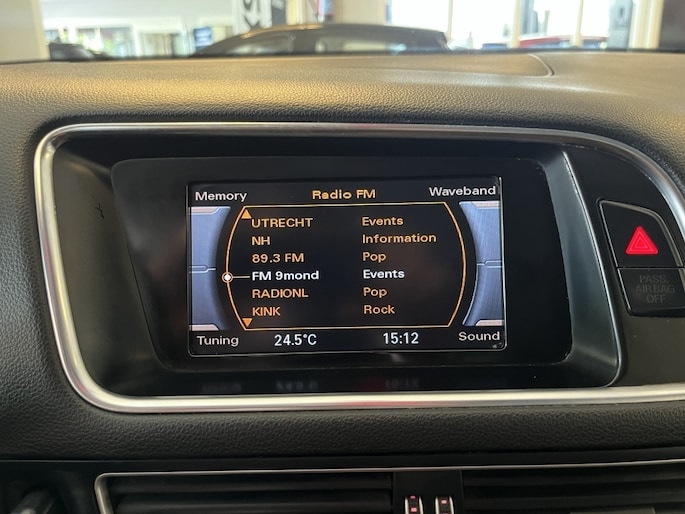 Memory Radio FM Waveband
UTRECHT Events
NH Information
89.3 FM Pop
FM 9mond Events
RADIONL Pop
KINK Rock
Tuning 24.5°C 15:12 Sound
PASS.
AIRBAG
OFF